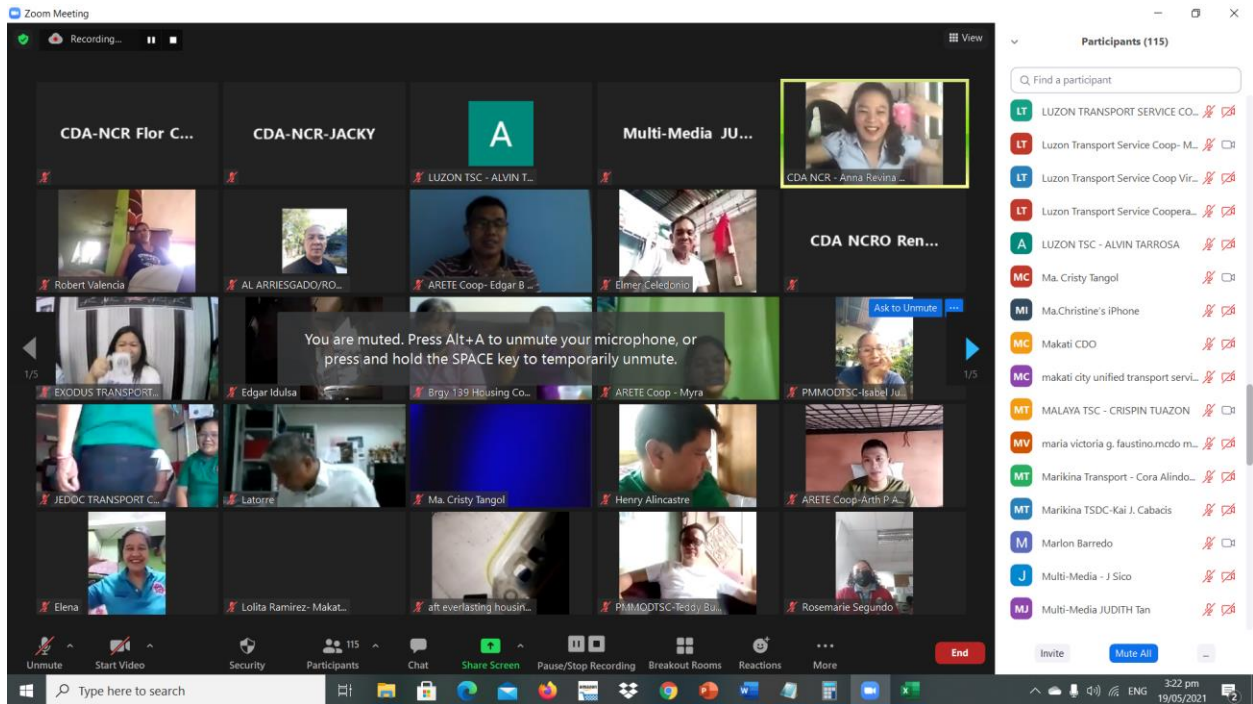 Zoom Meeting
Recording...
View
CDA-NCR Flor C...
CDA-NCR-JACKY
A
LUZON TSC - ALVIN T...
Multi-Media JU...
CDA NCR - Anna Revina ...
Robert Valencia
AL ARRIESGADO/RO...
ARETE Coop- Edgar B ...
Elmer Celedonio
CDA NCRO Ren...
Ask to Unmute
...
You are muted. Press Alt+A to unmute your microphone, or
press and hold the SPACE key to temporarily unmute.
1/5
1/5
EXODUS TRANSPORT...
Edgar Idulsa
Brgy 139 Housing Co...
ARETE Coop - Myra
PMMODTSC-Isabel Ju...
JEDOC TRANSPORT C...
Latorre
Ma. Cristy Tangol
Henry Alincastre
ARETE Coop-Arth P A...
Elena
Lolita Ramirez- Makat...
aft everlasting housin...
PMMODTSC-Teddy Bu...
Rosemarie Segundo
Unmute
Start Video
Security
115
Participants
Chat
Share Screen
Pause/Stop Recording
Breakout Rooms
Reactions
More
End
Participants (115)
Find a participant
LT LUZON TRANSPORT SERVICE CO...
LT Luzon Transport Service Coop- M...
LT Luzon Transport Service Coop Vir...
LT Luzon Transport Service Coopera...
A LUZON TSC - ALVIN TARROSA
MC Ma. Cristy Tangol
MI Ma.Christine's iPhone
MC Makati CDO
MC makati city unified transport servi...
MT MALAYA TSC - CRISPIN TUAZON
MV maria victoria g. faustino.mcdo m...
MT Marikina Transport - Cora Alindo...
MT Marikina TSDC-Kai J. Cabacis
M Marlon Barredo
J Multi-Media - J Sico
MJ Multi-Media JUDITH Tan
Invite
Mute All
...
Type here to search
ENG
3:22 pm
19/05/2021
2